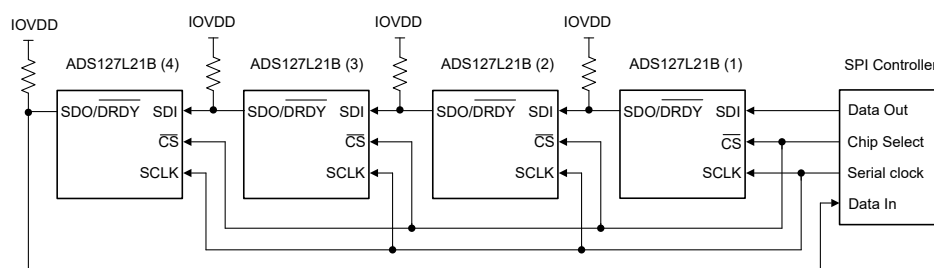 IOVDD IOVDD IOVDD IOVDD
ADS127L21B (4) ADS127L21B (3) ADS127L21B (2) ADS127L21B (1) SPI Controller
SDO/DRDY SDI SDO/DRDY SDI SDO/DRDY SDI SDO/DRDY SDI Data Out
CS CS CS CS Chip Select
SCLK SCLK SCLK SCLK Serial clock
Data In